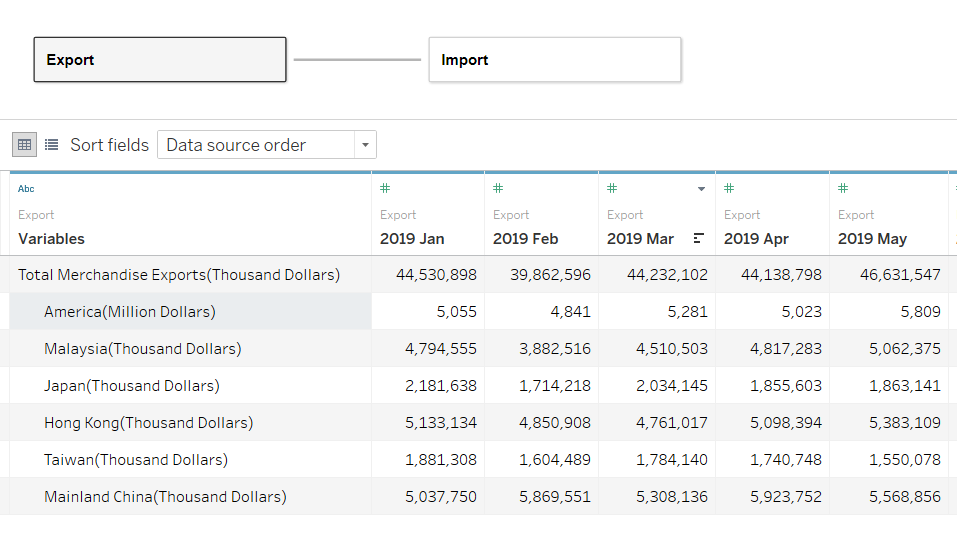 Export Import
Sort fields Data source order
Abc # # # # #
Export Export Export Export Export Export
Variables 2019 Jan 2019 Feb 2019 Mar 2019 Apr 2019 May
Total Merchandise Exports(Thousand Dollars) 44,530,898 39,862,596 44,232,102 44,138,798 46,631,547
America(Million Dollars) 5,055 4,841 5,281 5,023 5,809
Malaysia(Thousand Dollars) 4,794,555 3,882,516 4,510,503 4,817,283 5,062,375
Japan(Thousand Dollars) 2,181,638 1,714,218 2,034,145 1,855,603 1,863,141
Hong Kong(Thousand Dollars) 5,133,134 4,850,908 4,761,017 5,098,394 5,383,109
Taiwan(Thousand Dollars) 1,881,308 1,604,489 1,784,140 1,740,748 1,550,078
Mainland China(Thousand Dollars) 5,037,750 5,869,551 5,308,136 5,923,752 5,568,856